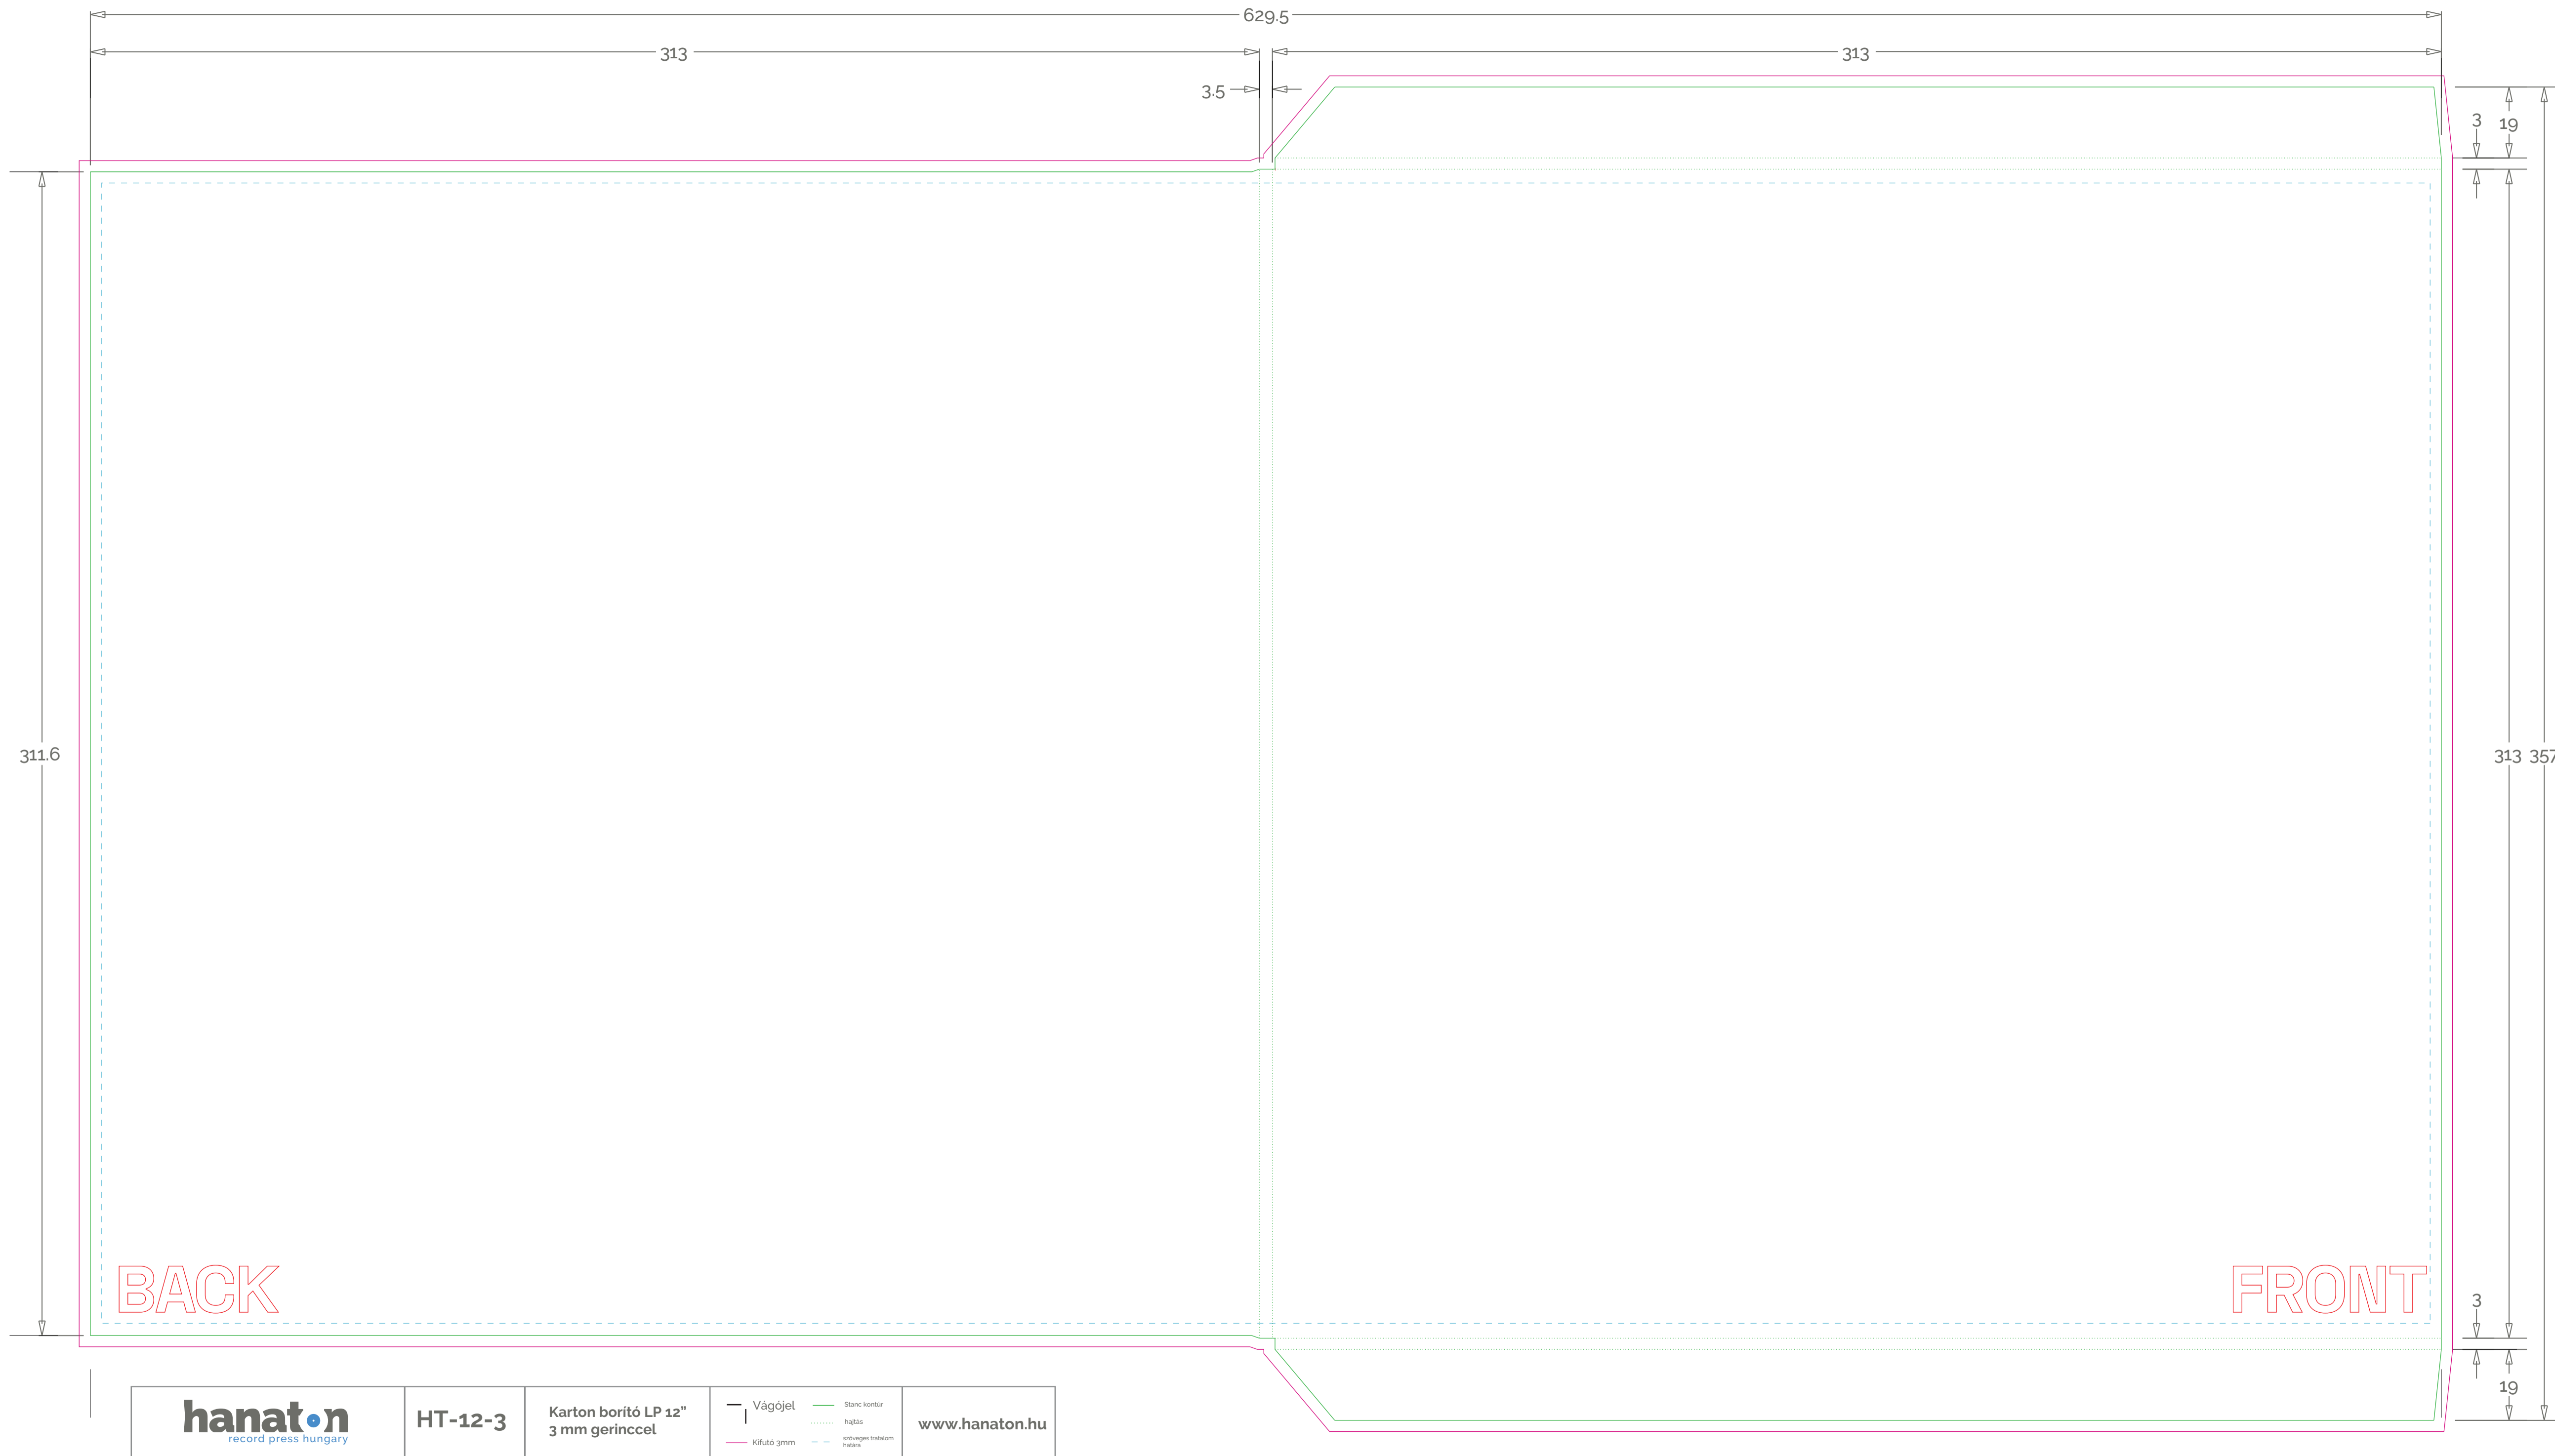 629.5
313
313
3.5
3
19
311.6
313
357
BACK
FRONT
3
19
hanaton
record press hungary
HT-12-3
Karton borító LP 12"
3 mm gerinccel
Vágójel
Kifutó 3mm
Stanc kontúr
hajtás
szöveges tratalom
határa
www.hanaton.hu